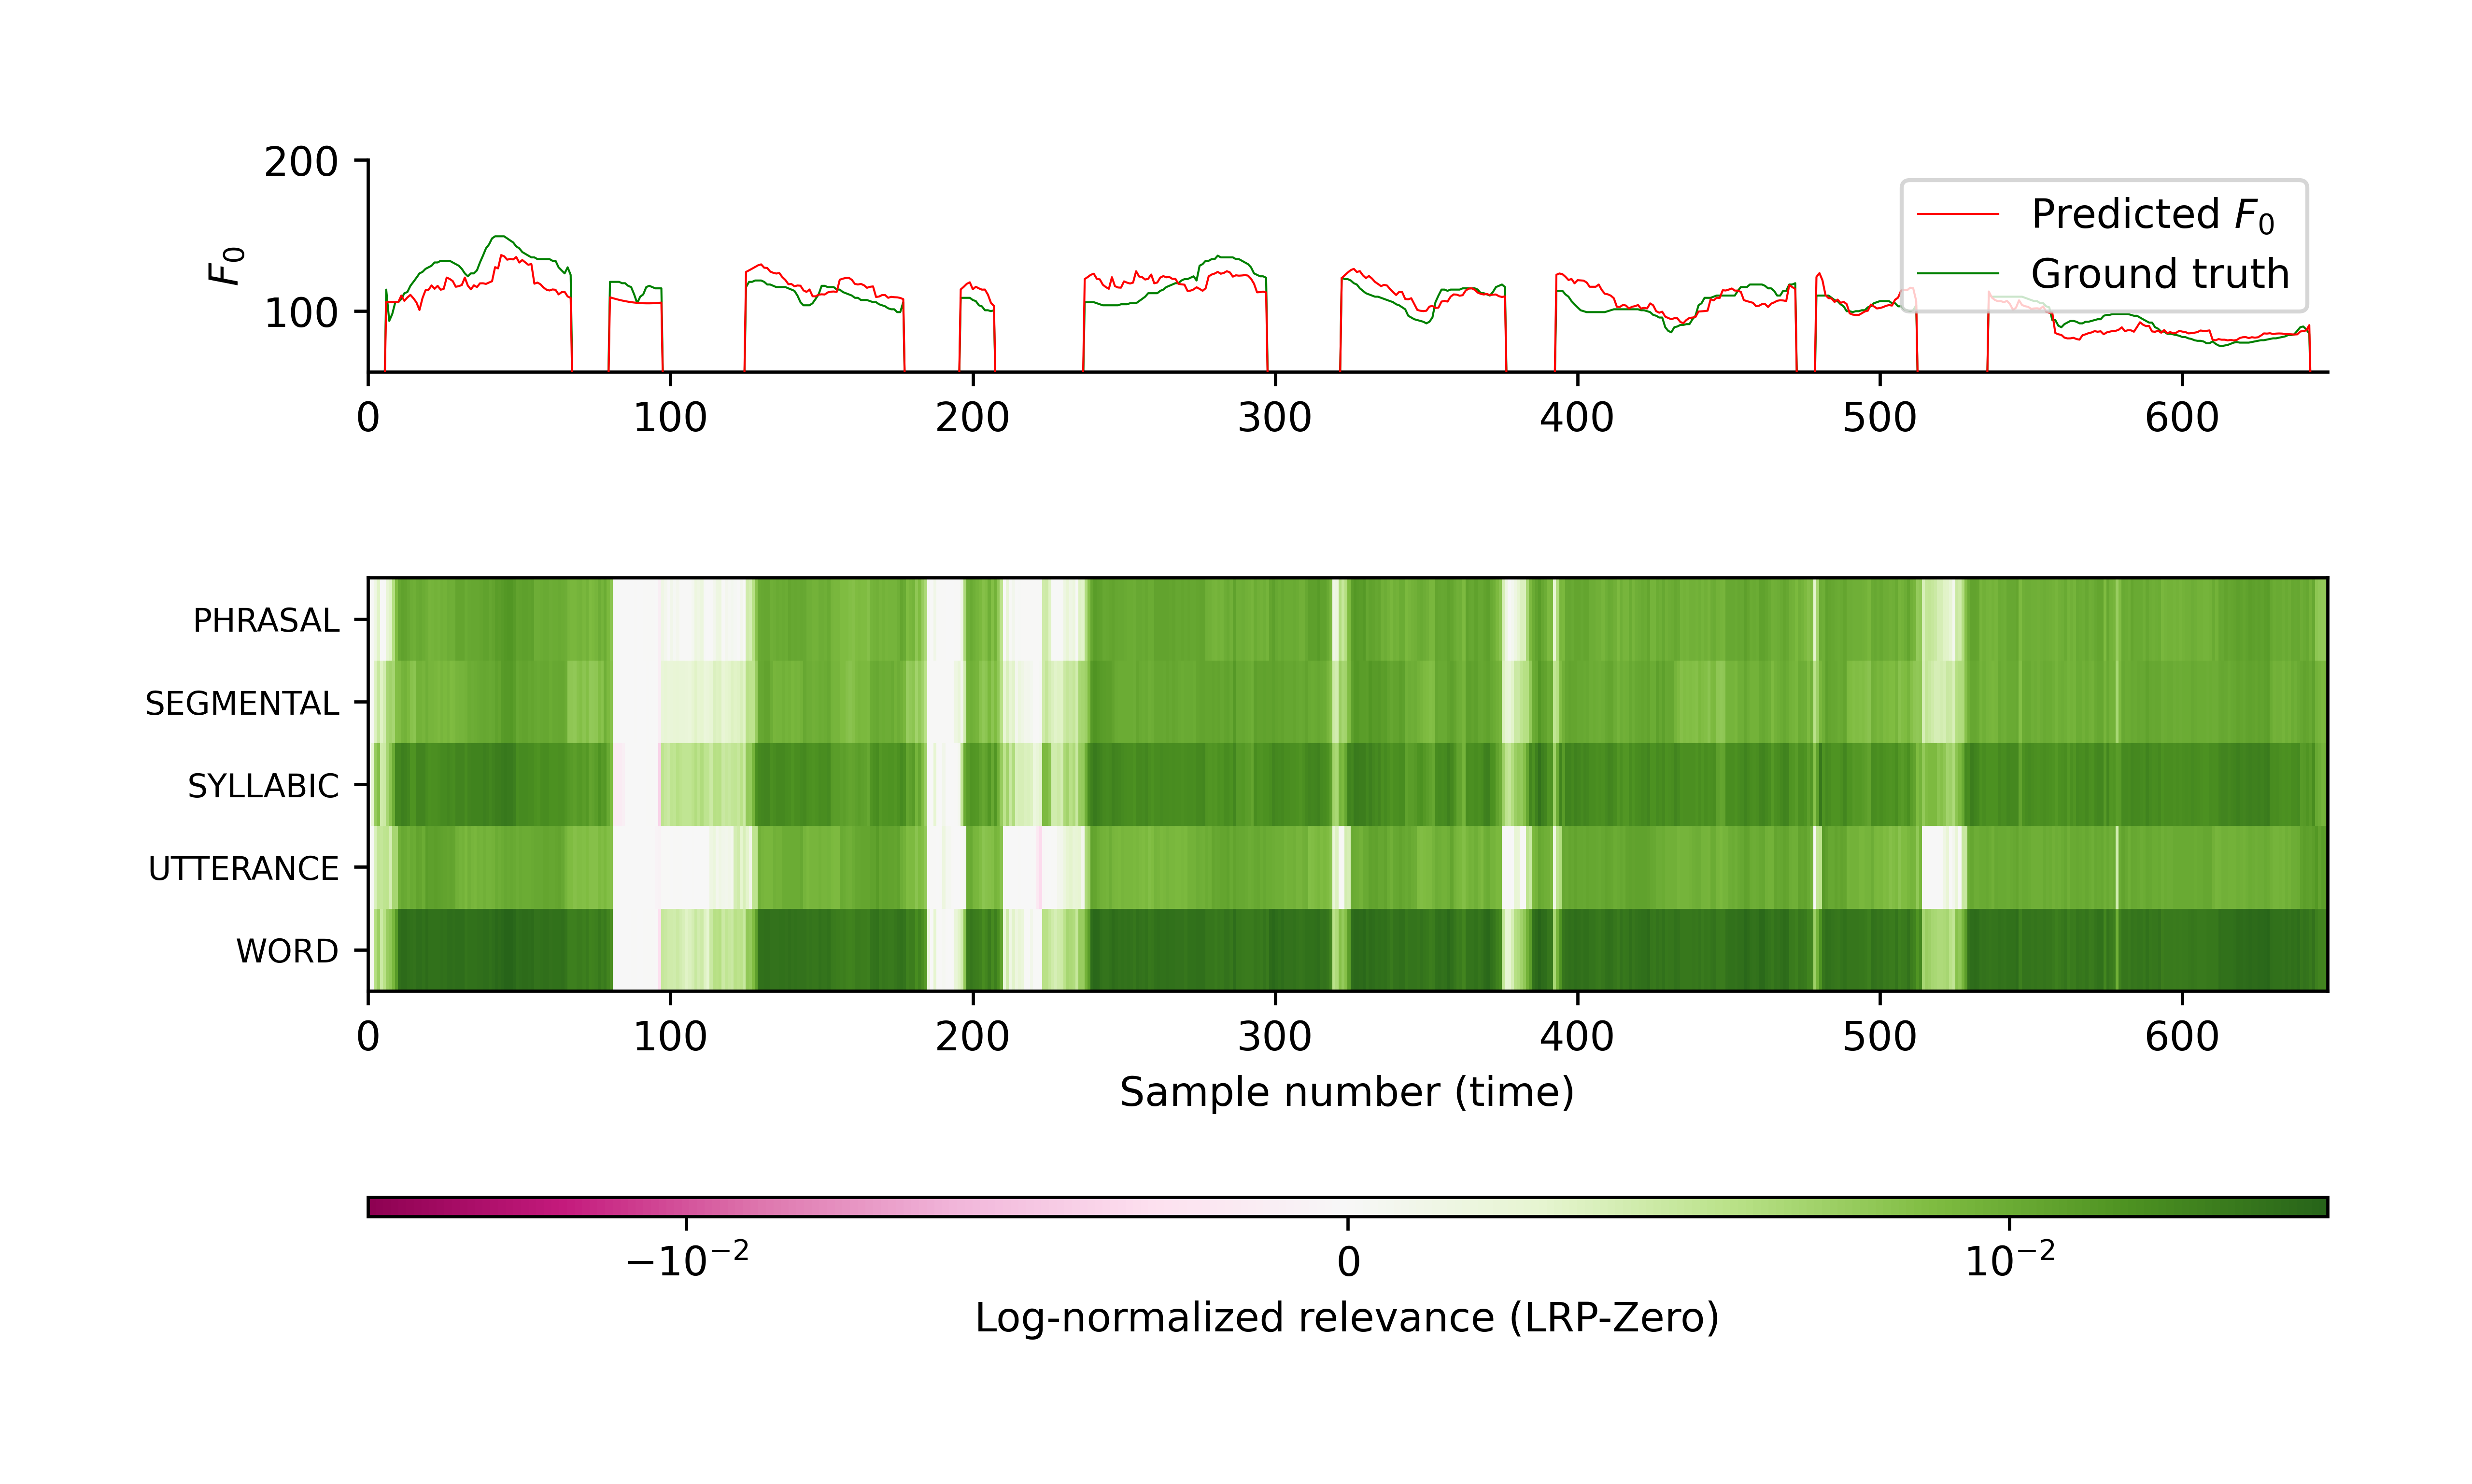 200
100
F₀
Predicted F₀
Ground truth
0 100 200 300 400 500 600
PHRASAL
SEGMENTAL
SYLLABIC
UTTERANCE
WORD
0 100 200 300 400 500 600
Sample number (time)
−10⁻² 0 10⁻²
Log-normalized relevance (LRP-Zero)